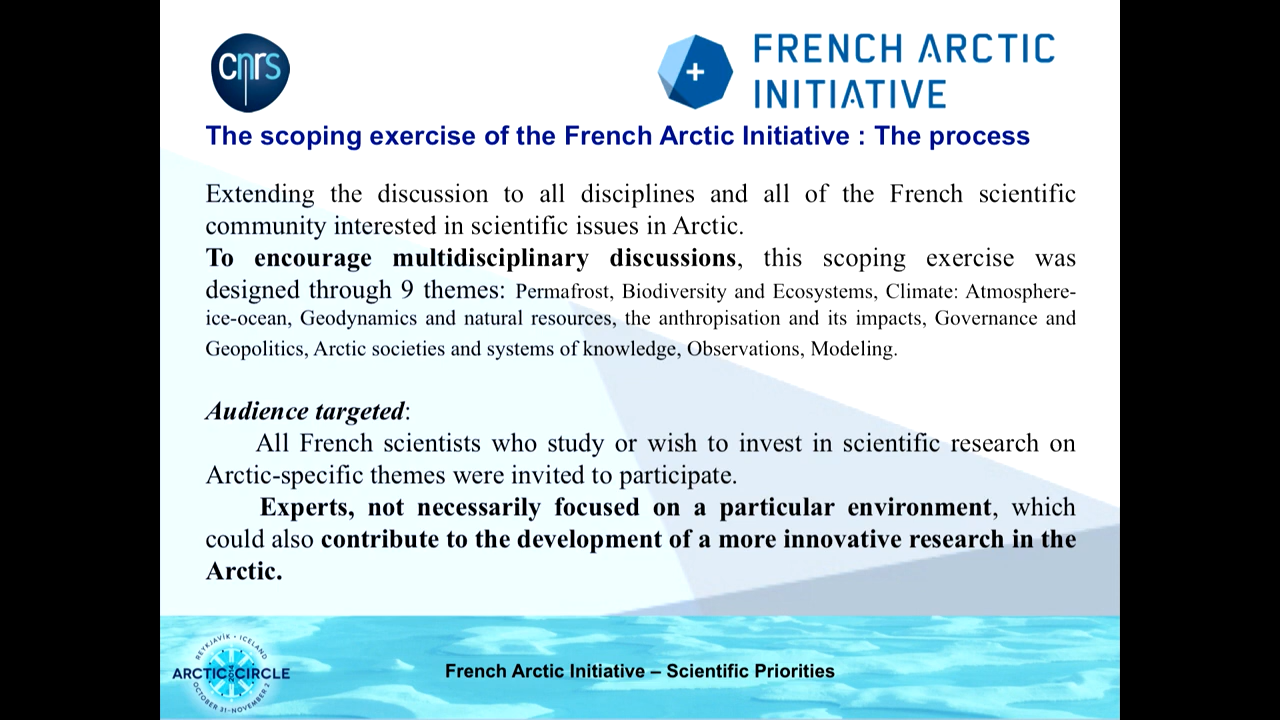 cnrs
FRENCH ARCTIC
INITIATIVE
The scoping exercise of the French Arctic Initiative : The process
Extending the discussion to all disciplines and all of the French scientific
community interested in scientific issues in Arctic.
To encourage multidisciplinary discussions, this scoping exercise was
designed through 9 themes: Permafrost, Biodiversity and Ecosystems, Climate: Atmosphere-
ice-ocean, Geodynamics and natural resources, the anthropisation and its impacts, Governance and
Geopolitics, Arctic societies and systems of knowledge, Observations, Modeling.
Audience targeted:
All French scientists who study or wish to invest in scientific research on
Arctic-specific themes were invited to participate.
Experts, not necessarily focused on a particular environment, which
could also contribute to the development of a more innovative research in the
Arctic.
REYKJAVÍK • ICELAND
ARCTIC CIRCLE
OCTOBER 31-NOVEMBER 2
French Arctic Initiative – Scientific Priorities